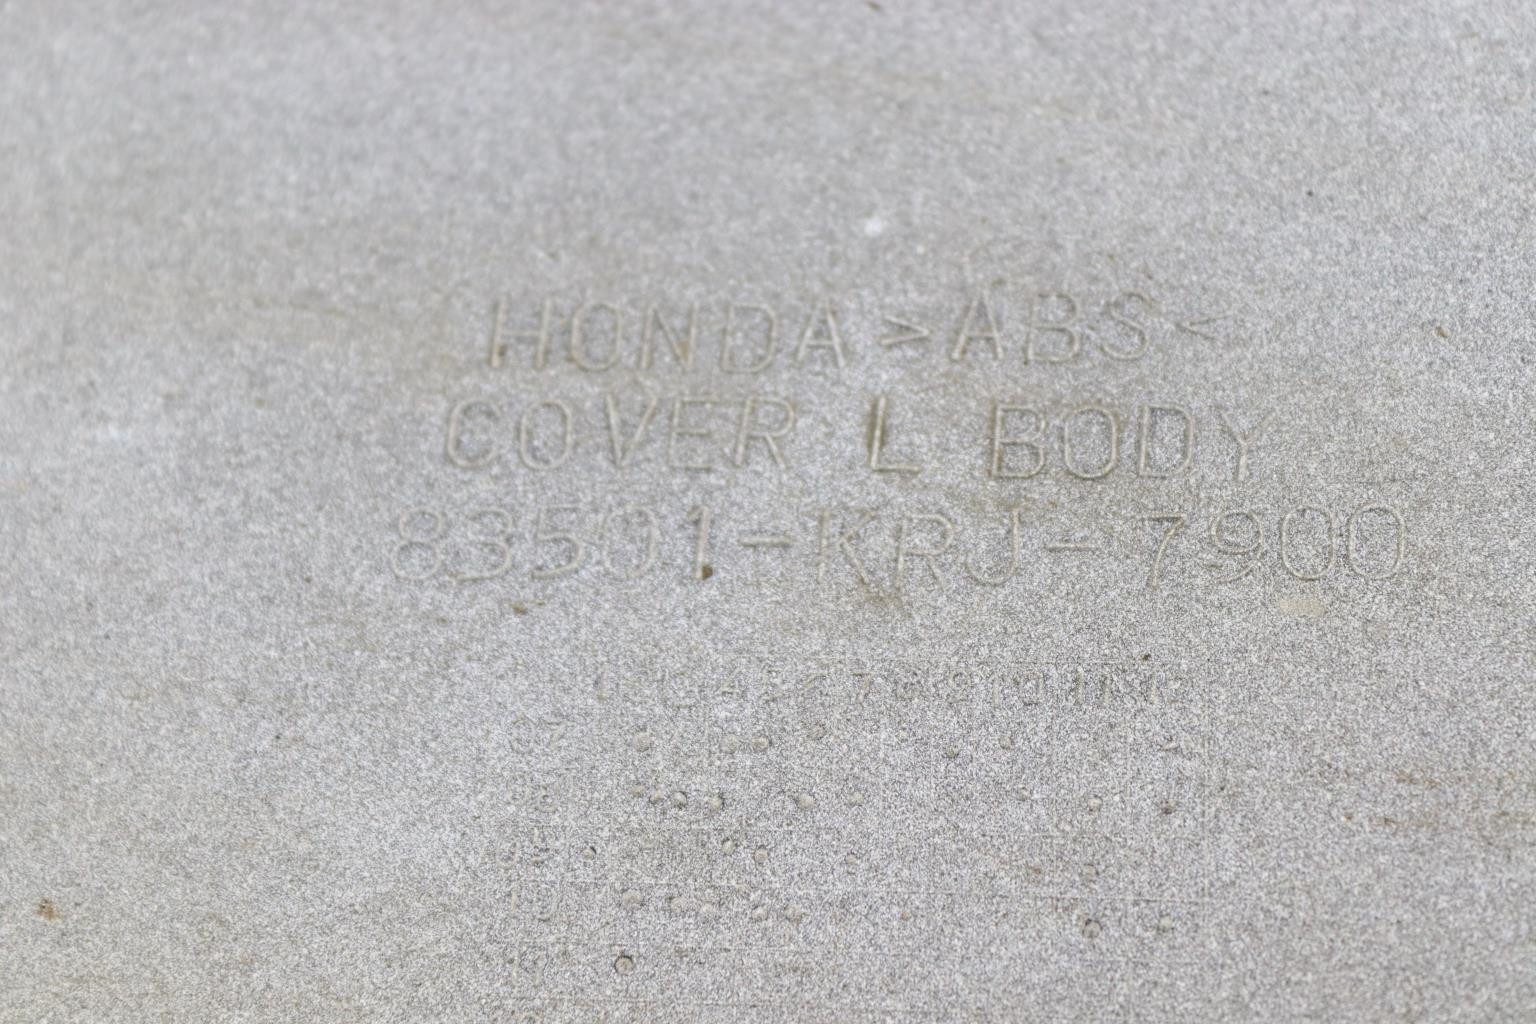 HONDA >ABS<
COVER L BODY
83501-KRJ-7900